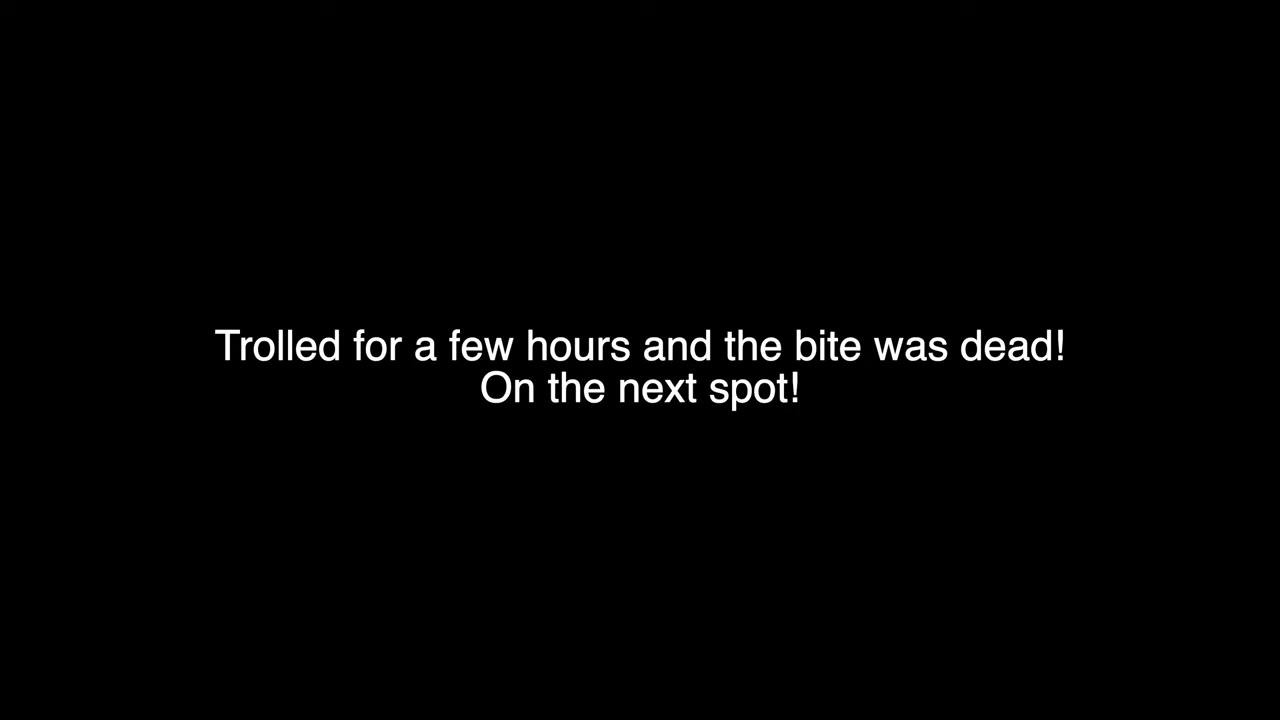 Trolled for a few hours and the bite was dead!
On the next spot!